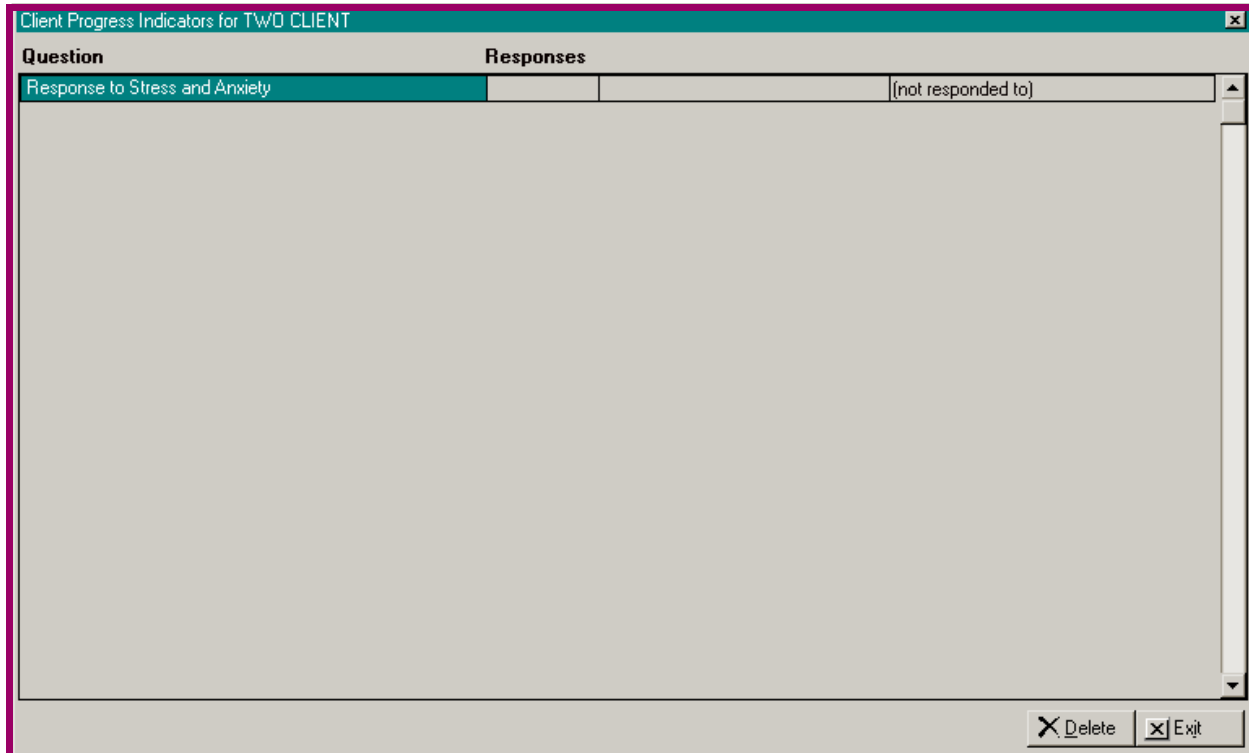 Client Progress Indicators for TWO CLIENT
Question Responses
Response to Stress and Anxiety (not responded to)
Delete Exit